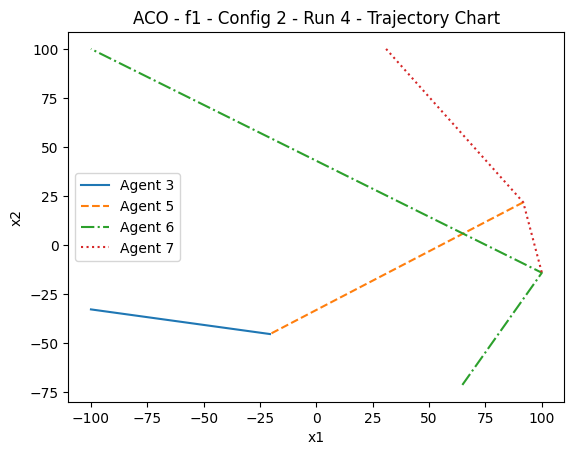 ACO - f1 - Config 2 - Run 4 - Trajectory Chart
x2
100
75
50
25
0
−25
−50
−75
Agent 3
Agent 5
Agent 6
Agent 7
−100 −75 −50 −25 0 25 50 75 100
x1